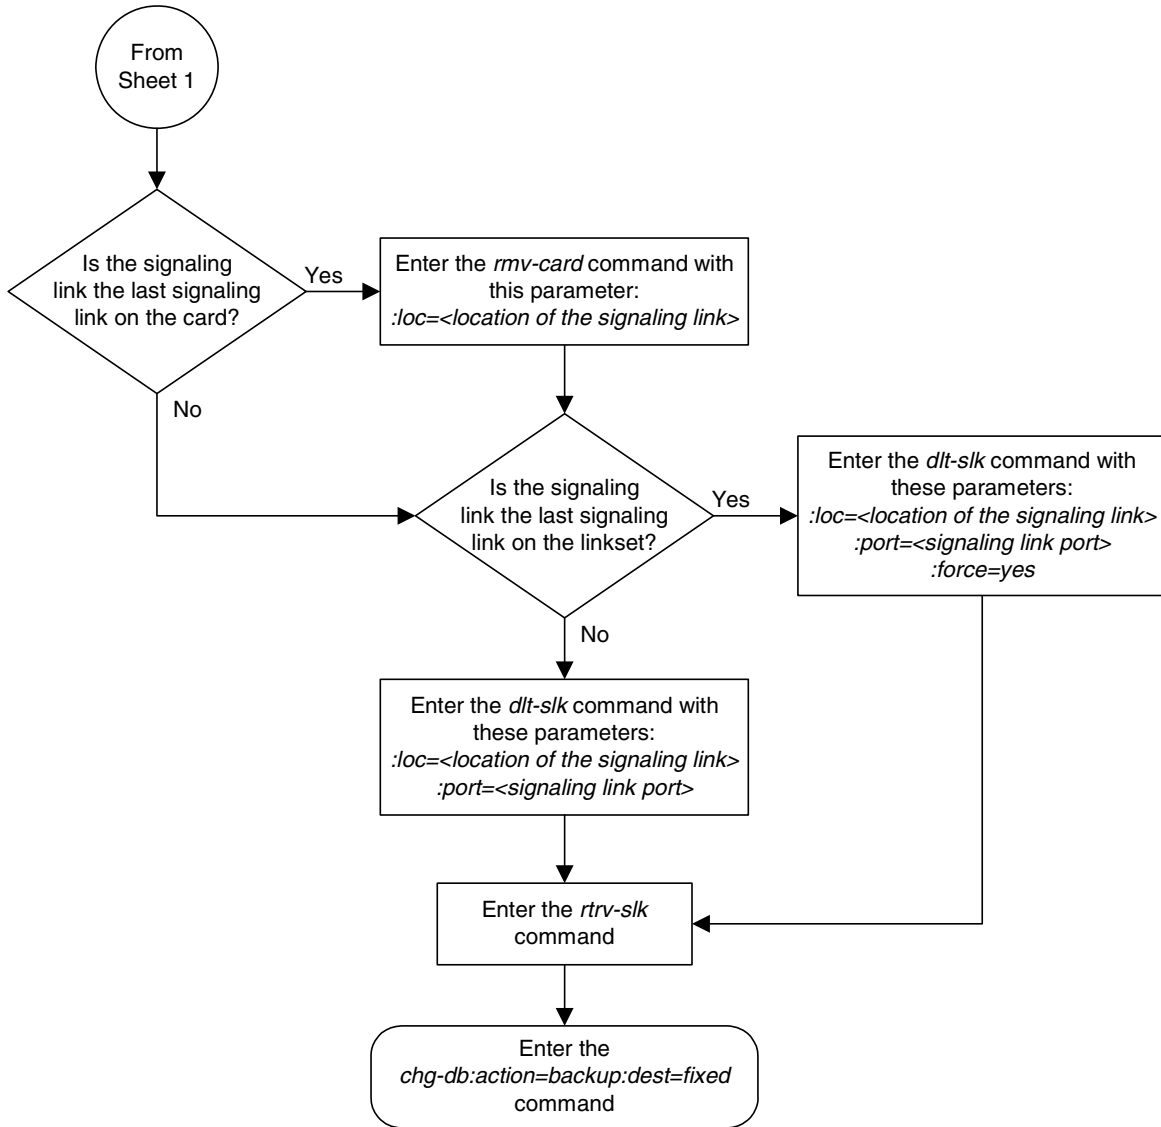 From
Sheet 1
Is the signaling
link the last signaling
link on the card?
Yes
Enter the rmv-card command with
this parameter:
:loc=<location of the signaling link>
No
Is the signaling
link the last signaling
link on the linkset?
Yes
Enter the dlt-slk command with
these parameters:
:loc=<location of the signaling link>
:port=<signaling link port>
:force=yes
No
Enter the dlt-slk command with
these parameters:
:loc=<location of the signaling link>
:port=<signaling link port>
Enter the rtrv-slk
command
Enter the
chg-db:action=backup:dest=fixed
command